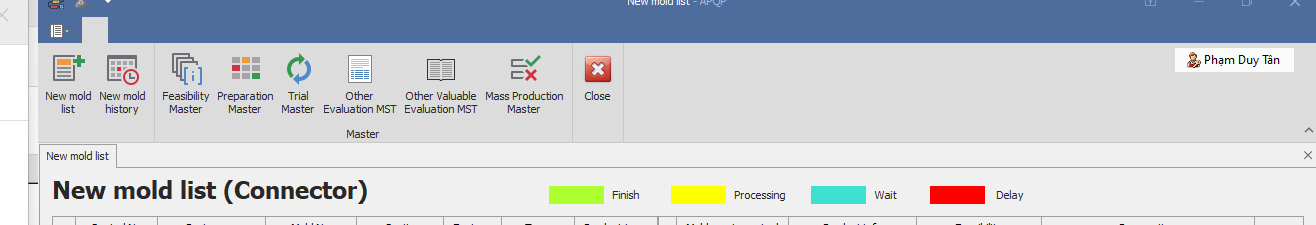 New mold list - APQP
New mold list
New mold history
Feasibility Master
Preparation Master
Trial Master
Other Evaluation MST
Other Valuable Evaluation MST
Mass Production Master
Close
Phạm Duy Tân
Master
New mold list
New mold list (Connector)
Finish
Processing
Wait
Delay